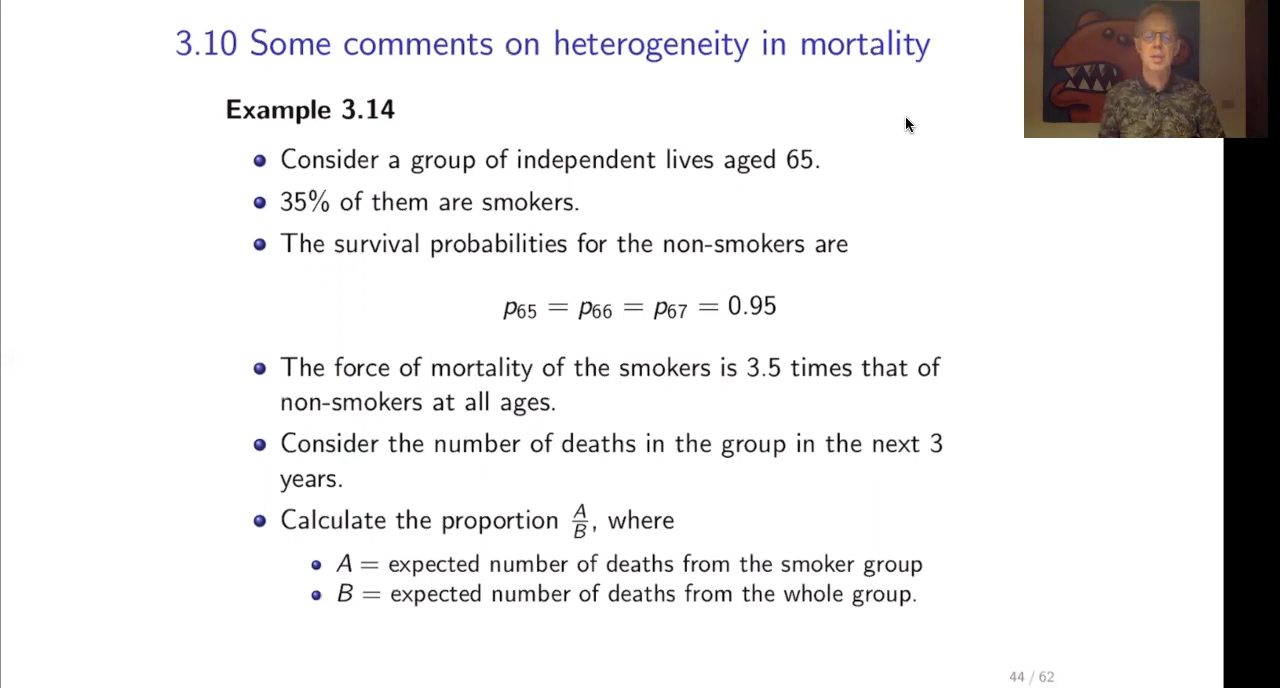 3.10 Some comments on heterogeneity in mortality
Example 3.14
Consider a group of independent lives aged 65.
35% of them are smokers.
The survival probabilities for the non-smokers are
p₆₅ = p₆₆ = p₆₇ = 0.95
The force of mortality of the smokers is 3.5 times that of
non-smokers at all ages.
Consider the number of deaths in the group in the next 3
years.
Calculate the proportion A/B, where
A = expected number of deaths from the smoker group
B = expected number of deaths from the whole group.
44 / 62